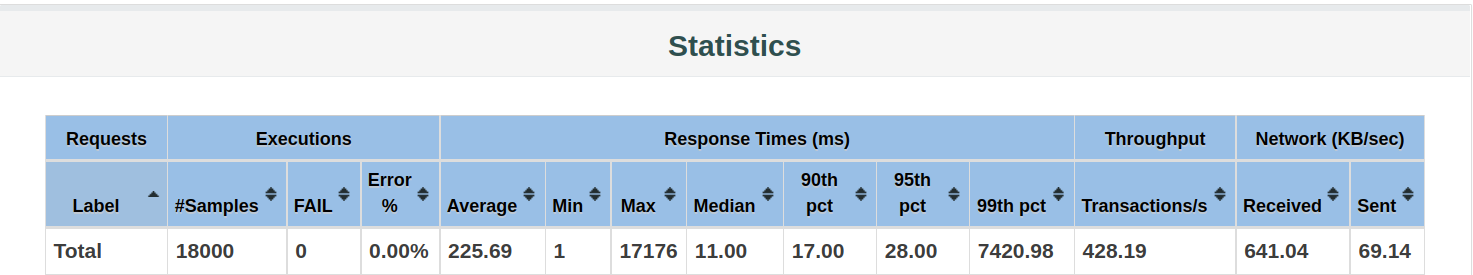 Statistics
Requests Executions Response Times (ms) Throughput Network (KB/sec)
Label #Samples FAIL Error % Average Min Max Median 90th pct 95th pct 99th pct Transactions/s Received Sent
Total 18000 0 0.00% 225.69 1 17176 11.00 17.00 28.00 7420.98 428.19 641.04 69.14